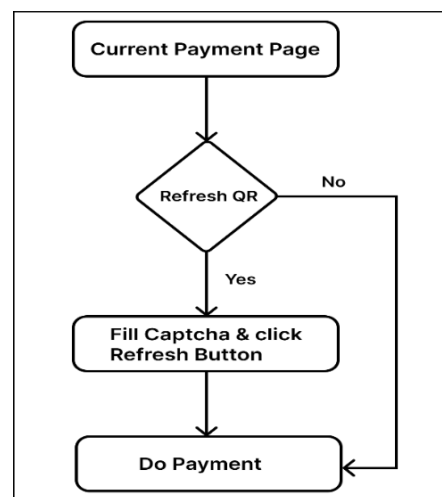 Current Payment Page
Refresh QR
No
Yes
Fill Captcha & click
Refresh Button
Do Payment